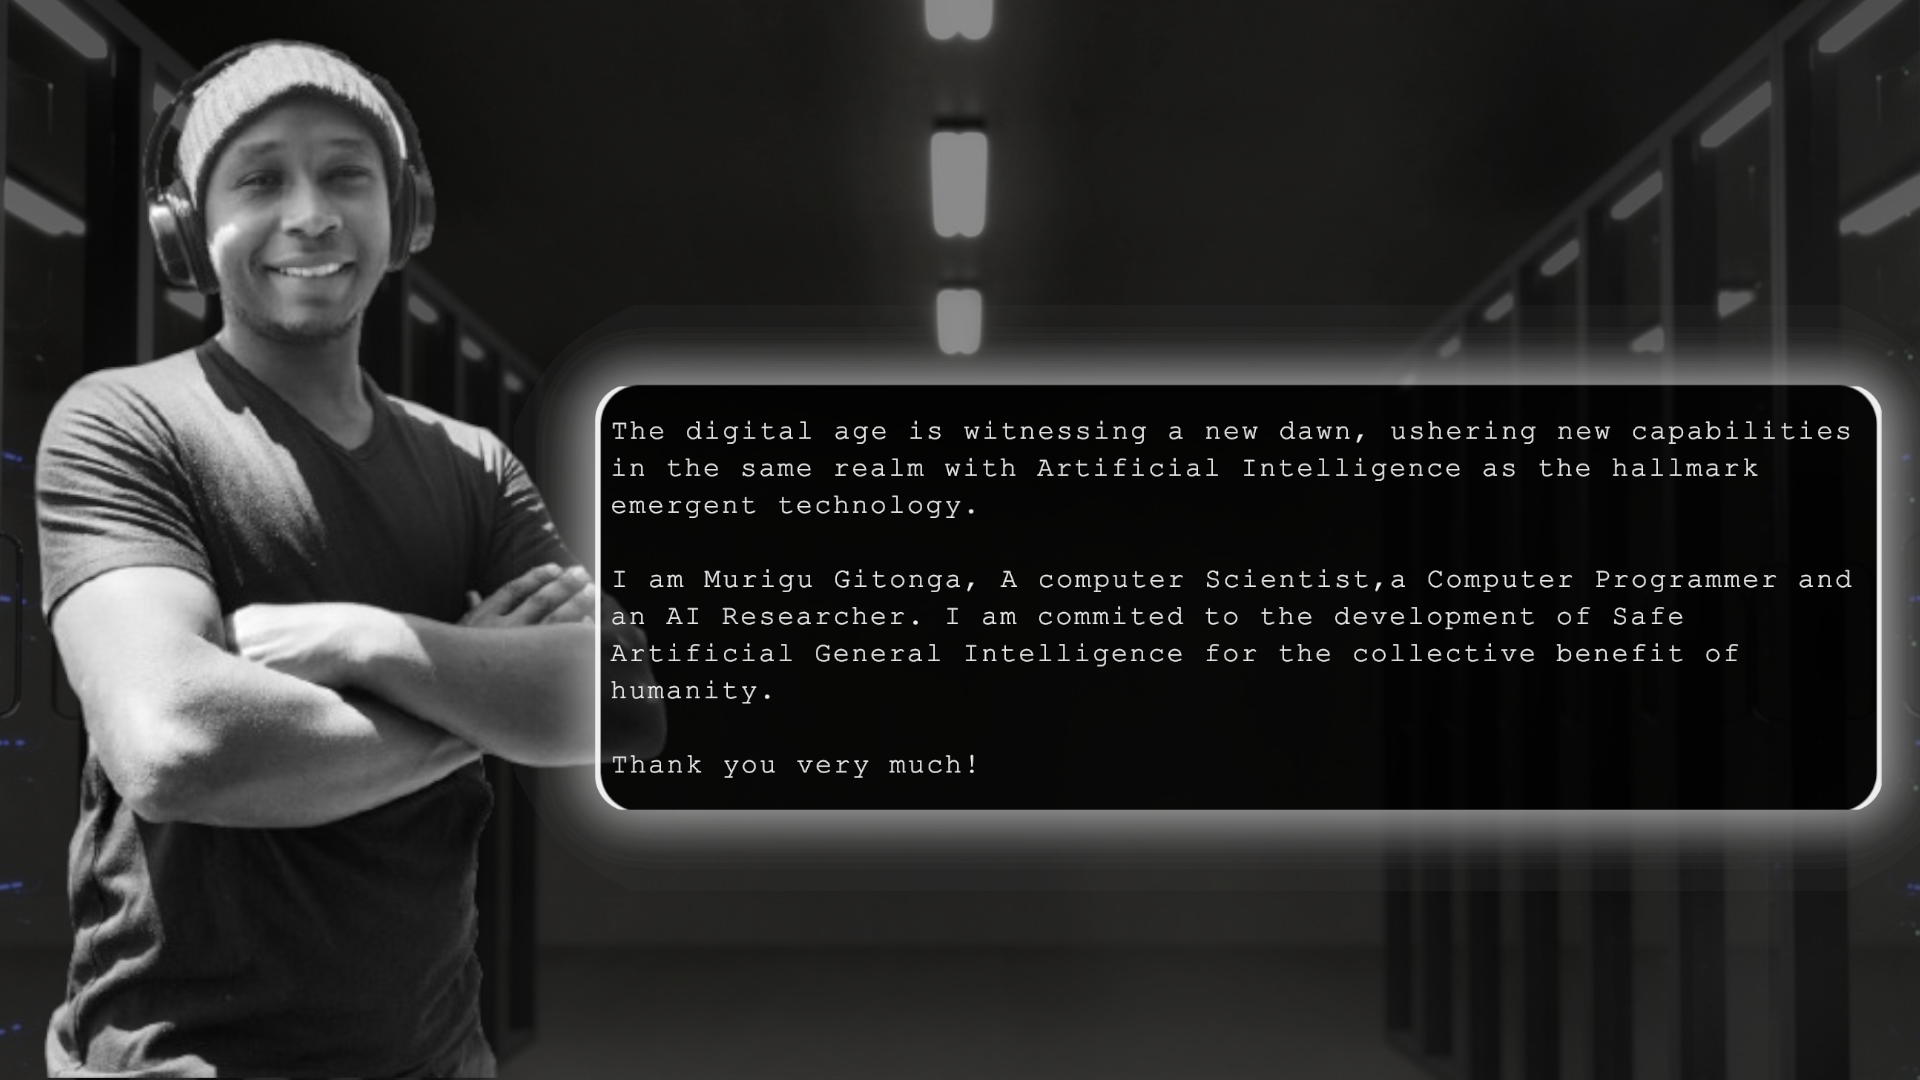 The digital age is witnessing a new dawn, ushering new capabilities
in the same realm with Artificial Intelligence as the hallmark
emergent technology.
I am Murigu Gitonga, A computer Scientist,a Computer Programmer and
an AI Researcher. I am commited to the development of Safe
Artificial General Intelligence for the collective benefit of
humanity.
Thank you very much!